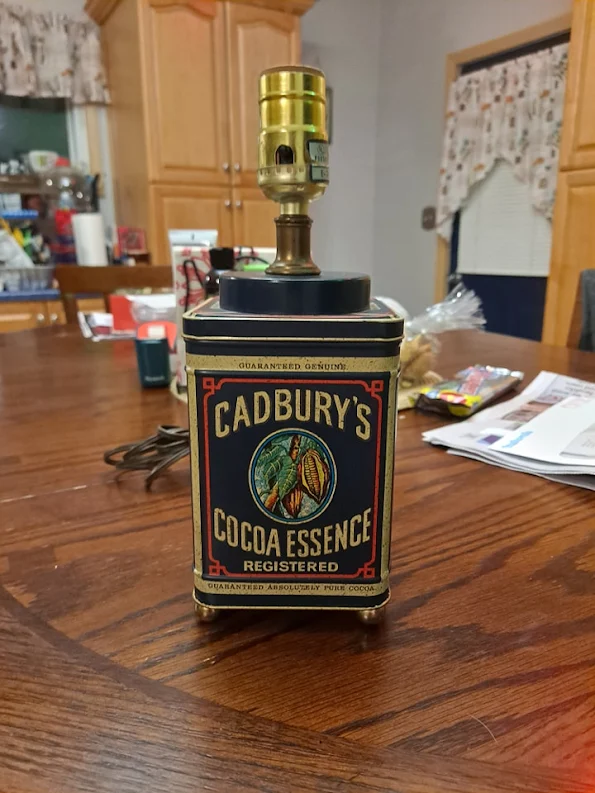 GUARANTEED GENUINE.
CADBURY'S
COCOA ESSENCE
REGISTERED
GUARANTEED ABSOLUTELY PURE COCOA.